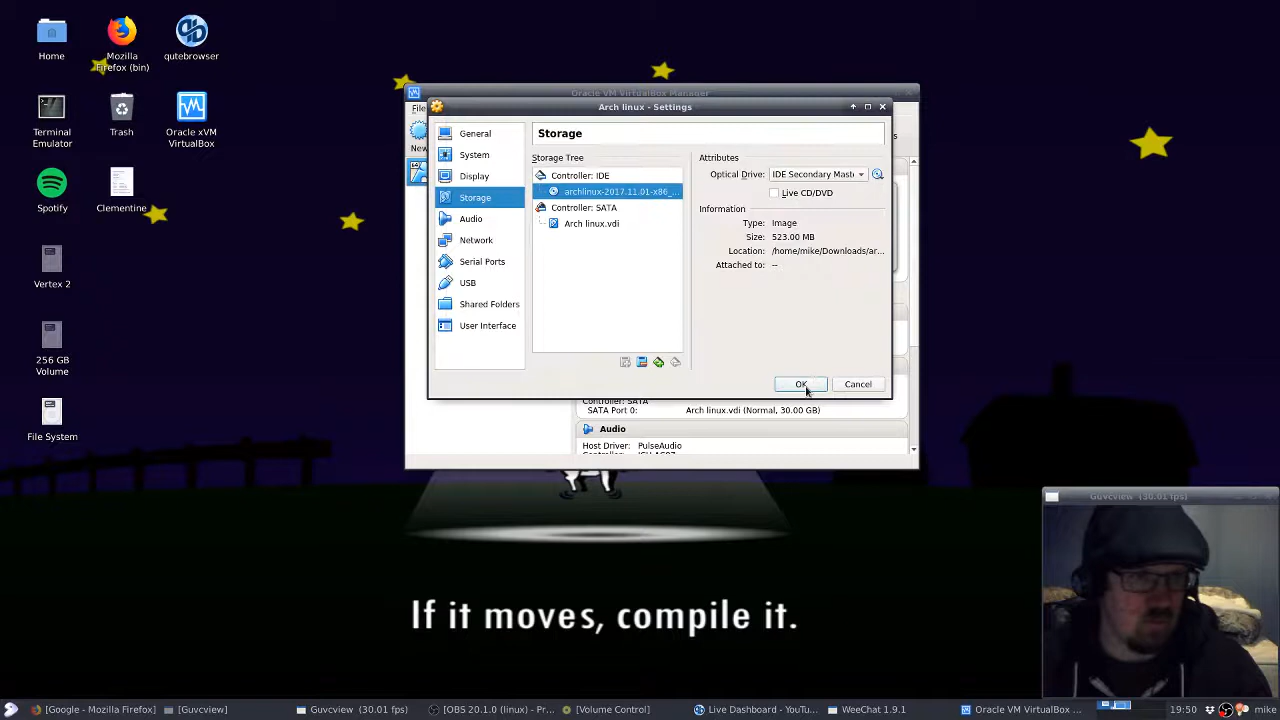 Home
Mozilla
Firefox (bin)
qutebrowser
Terminal
Emulator
Trash
Oracle xVM
VirtualBox
Spotify
Clementine
Vertex 2
256 GB
Volume
File System
Oracle VM VirtualBox Manager
File
New
Arch linux - Settings
General
System
Display
Storage
Audio
Network
Serial Ports
USB
Shared Folders
User Interface
Storage
Storage Tree
Controller: IDE
archlinux-2017.11.01-x86_...
Controller: SATA
Arch linux.vdi
Attributes
Optical Drive: IDE Secondary Mast
Live CD/DVD
Information
Type: Image
Size: 523.00 MB
Location: /home/mike/Downloads/ar...
Attached to: --
OK
Cancel
Controller: SATA
SATA Port 0: Arch linux.vdi (Normal, 30.00 GB)
Audio
Host Driver: PulseAudio
If it moves, compile it.
Guvcview (30.01 fps)
[Google - Mozilla Firefox]
[Guvcview]
Guvcview (30.01 fps)
[OBS 20.1.0 (linux) - Pr...
[Volume Control]
Live Dashboard - YouTu...
WeeChat 1.9.1
Oracle VM VirtualBox ...
19:50
mike